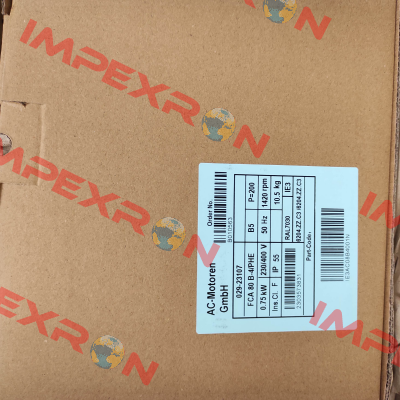 IMPEXRON
IMPEXRON
IMPEXRON
AC-Motoren
GmbH
Order No.
029-23107
FCA 80 B-4/PHE B5 P=200
0.75 kW 230/400 V 50 Hz 1420 rpm
Ins.Cl. F IP 55 10.5 kg
RAL7030 IE3
6204.ZZ.C3 /6204.ZZ.C3
Part-Code.: